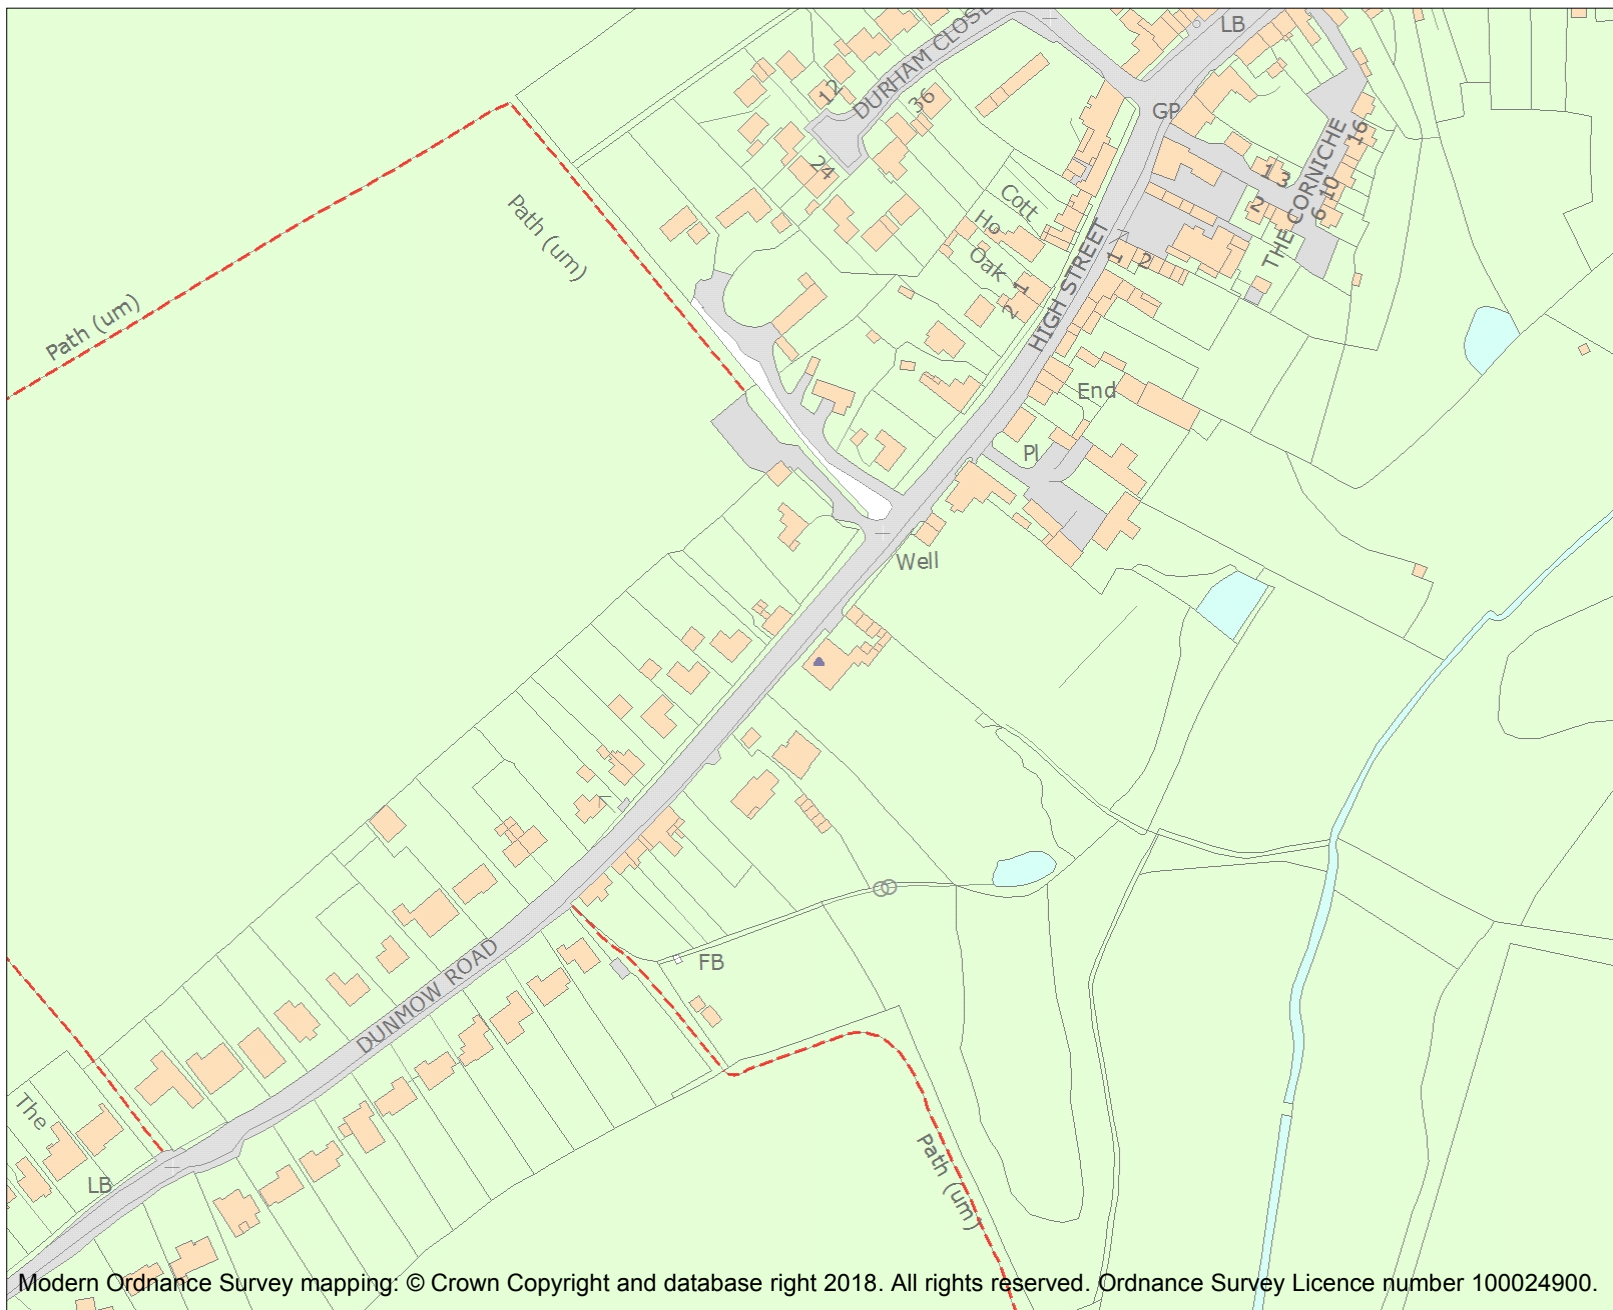 LB
DURHAM CLOSE
12
36
GP
16
24
13
THE CORNICHE
10
2
6
Cott
Ho
Oak
Path (um)
HIGH STREET
1
2
1
2
Path (um)
End
Pl
Well
DUNMOW ROAD
FB
The
Path (um)
LB
Modern Ordnance Survey mapping: © Crown Copyright and database right 2018. All rights reserved. Ordnance Survey Licence number 100024900.